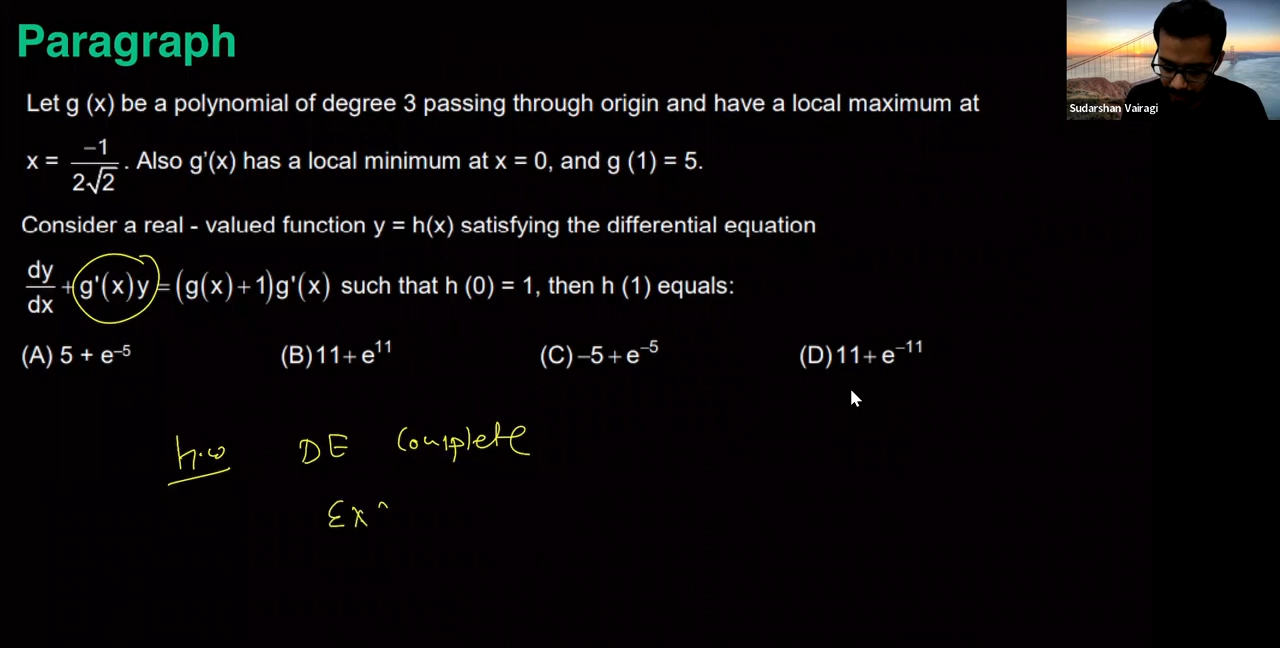 Paragraph
Sudarshan Vairagi
Let g (x) be a polynomial of degree 3 passing through origin and have a local maximum at
x = −1/2√2 . Also g'(x) has a local minimum at x = 0, and g (1) = 5.
Consider a real - valued function y = h(x) satisfying the differential equation
dy/dx + g'(x)y = (g(x)+1)g'(x) such that h (0) = 1, then h (1) equals:
(A) 5 + e⁻⁵ (B) 11 + e¹¹ (C) −5 + e⁻⁵ (D) 11 + e⁻¹¹
h.w DE Complete
Ex